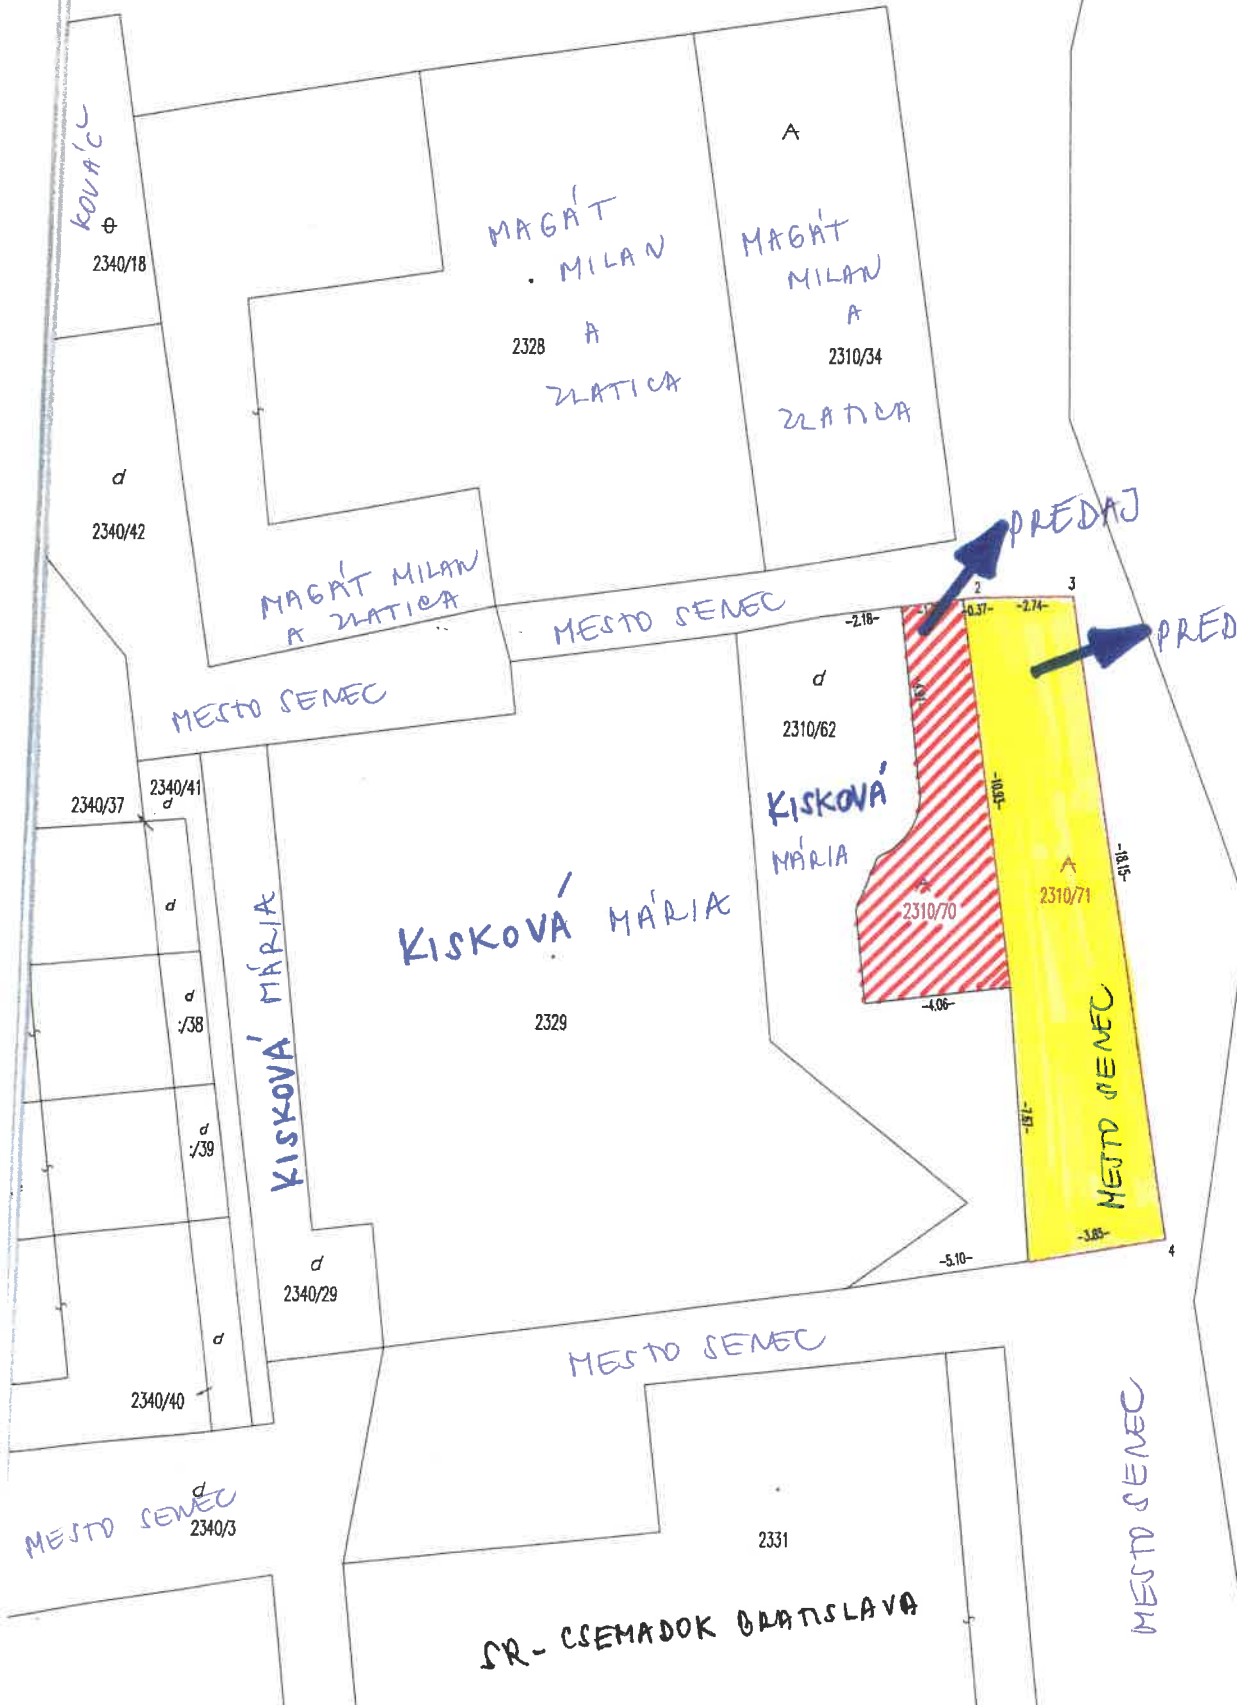 KOVÁČ
2340/18
A
MAGÁT
MILAN
A
ZLATICA
2328
MAGÁT
MILAN
A
2310/34
ZLATICA
d
2340/42
MAGÁT MILAN
A ZLATICA
MESTO SENEC
MESTO SENEC
PREDAJ
PRED
2
3
-2.18-
-0.37-
-2.74-
d
2310/62
KISKOVÁ
MÁRIA
-10.93-
-18.15-
A
2310/70
A
2310/71
-4.06-
-7.57-
MESTO SENEC
-3.85-
4
-5.10-
2340/37
2340/41
d
d
d
:/38
d
:/39
d
2340/40
KISKOVÁ MÁRIA
KISKOVÁ MÁRIA
2329
d
2340/29
MESTO SENEC
MESTO SENEC
d
2340/3
MESTO SENEC
2331
SR - CSEMADOK BRATISLAVA